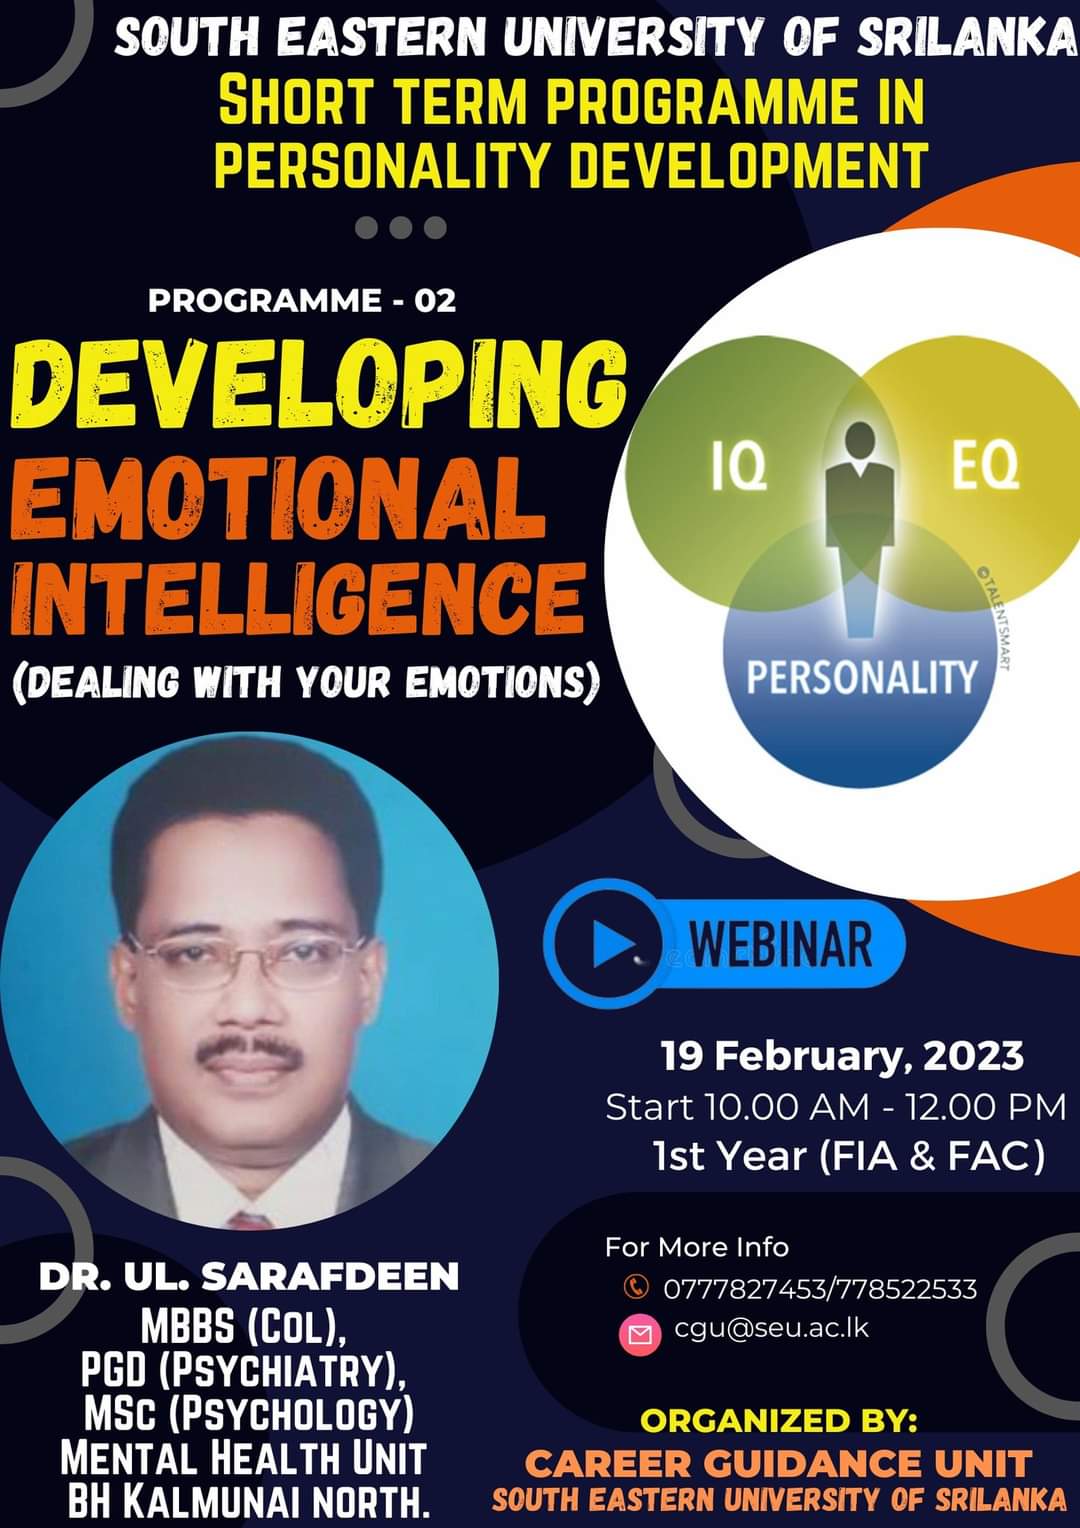 SOUTH EASTERN UNIVERSITY OF SRILANKA
SHORT TERM PROGRAMME IN
PERSONALITY DEVELOPMENT
PROGRAMME - 02
DEVELOPING
EMOTIONAL
INTELLIGENCE
(DEALING WITH YOUR EMOTIONS)
IQ
EQ
PERSONALITY
©TALENTSMART
WEBINAR
19 February, 2023
Start 10.00 AM - 12.00 PM
1st Year (FIA & FAC)
For More Info
0777827453/778522533
cgu@seu.ac.lk
DR. UL. SARAFDEEN
MBBS (COL),
PGD (PSYCHIATRY),
MSC (PSYCHOLOGY)
MENTAL HEALTH UNIT
BH KALMUNAI NORTH.
ORGANIZED BY:
CAREER GUIDANCE UNIT
SOUTH EASTERN UNIVERSITY OF SRILANKA